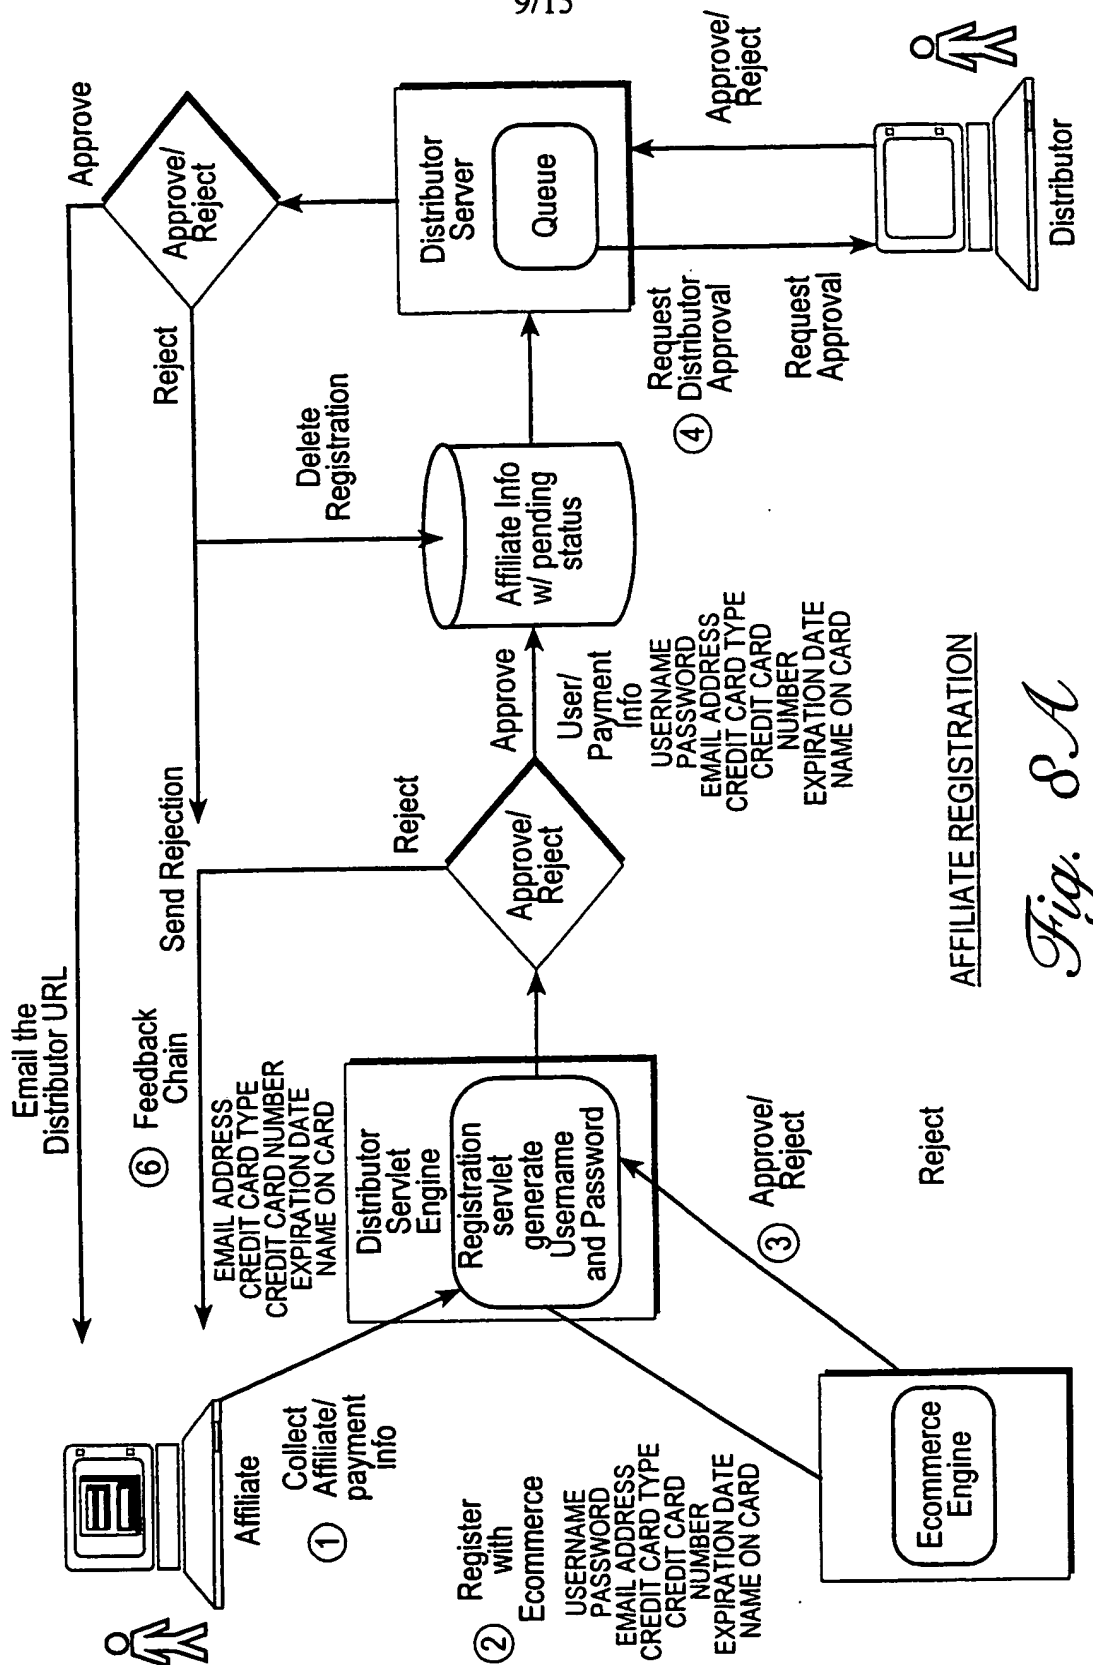 9/15
Email the
Distributor URL
Approve
⑥ Feedback
Chain
Send Rejection
Reject
Approve/
Reject
Affiliate
Collect
Affiliate/
payment
info
①
EMAIL ADDRESS
CREDIT CARD TYPE
CREDIT CARD NUMBER
EXPIRATION DATE
NAME ON CARD
Distributor
Servlet
Engine
Registration
servlet
generate
Username
and Password
Reject
Approve/
Reject
Approve
Delete
Registration
Affiliate Info
w/ pending
status
Distributor
Server
Queue
Register
with
② Ecommerce
USERNAME
PASSWORD
EMAIL ADDRESS
CREDIT CARD TYPE
CREDIT CARD
NUMBER
EXPIRATION DATE
NAME ON CARD
User/
Payment
Info
USERNAME
PASSWORD
EMAIL ADDRESS
CREDIT CARD TYPE
CREDIT CARD
NUMBER
EXPIRATION DATE
NAME ON CARD
Request
④ Distributor
Approval
Request
Approval
Approve/
Reject
③ Approve/
Reject
Reject
Ecommerce
Engine
Distributor
AFFILIATE REGISTRATION
Fig. 8A